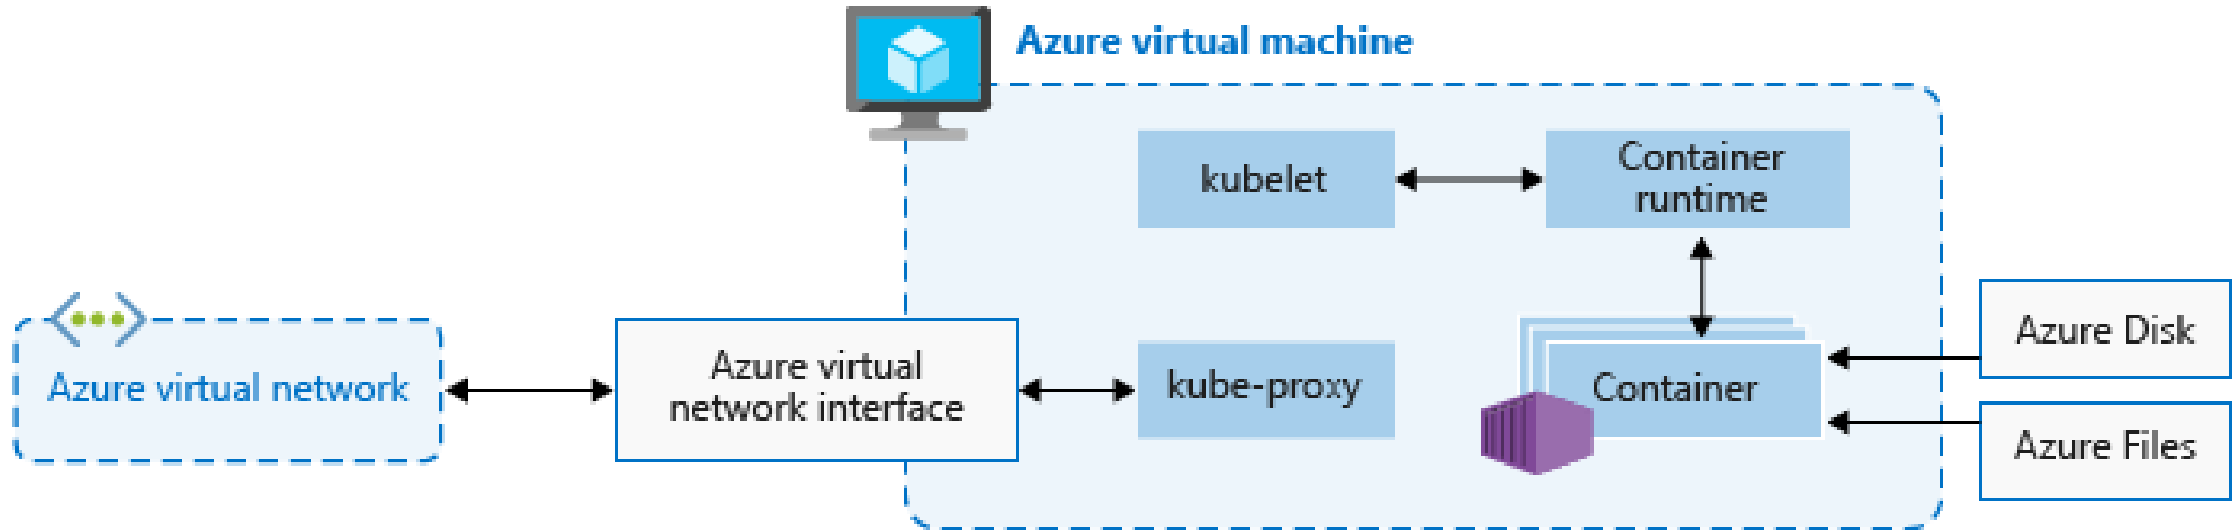 Azure virtual machine
kubelet
Container
runtime
Azure virtual network
Azure virtual
network interface
kube-proxy
Container
Azure Disk
Azure Files